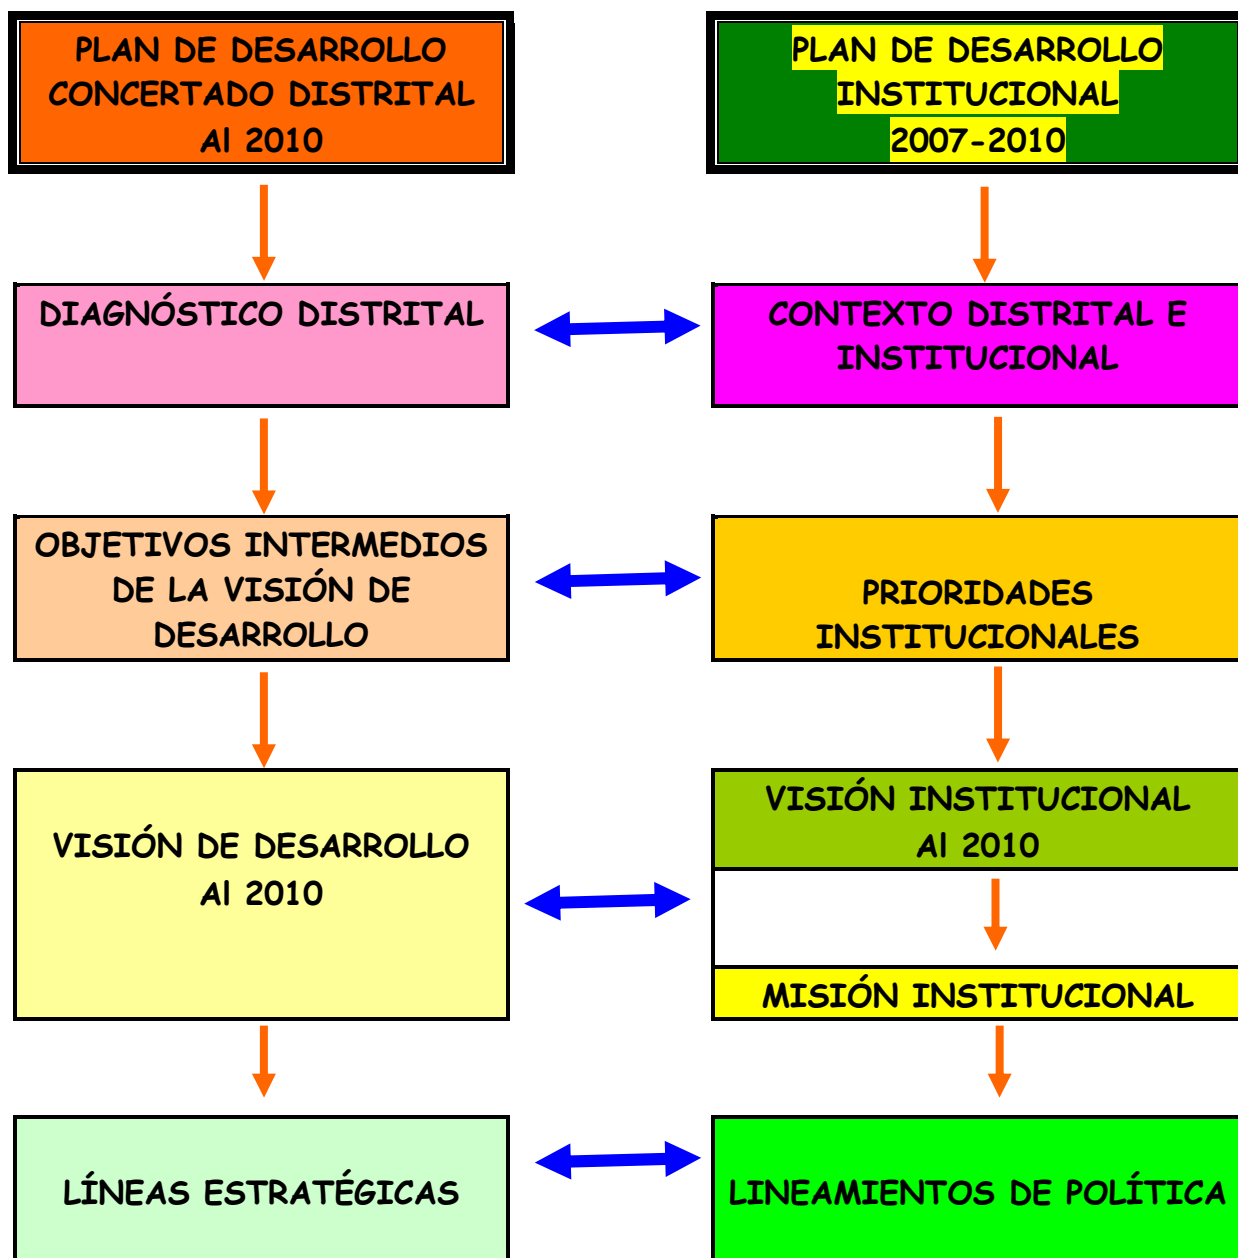 PLAN DE DESARROLLO
CONCERTADO DISTRITAL
Al 2010
PLAN DE DESARROLLO
INSTITUCIONAL
2007-2010
DIAGNÓSTICO DISTRITAL
CONTEXTO DISTRITAL E
INSTITUCIONAL
OBJETIVOS INTERMEDIOS
DE LA VISIÓN DE
DESARROLLO
PRIORIDADES
INSTITUCIONALES
VISIÓN DE DESARROLLO
Al 2010
VISIÓN INSTITUCIONAL
Al 2010
MISIÓN INSTITUCIONAL
LÍNEAS ESTRATÉGICAS
LINEAMIENTOS DE POLÍTICA